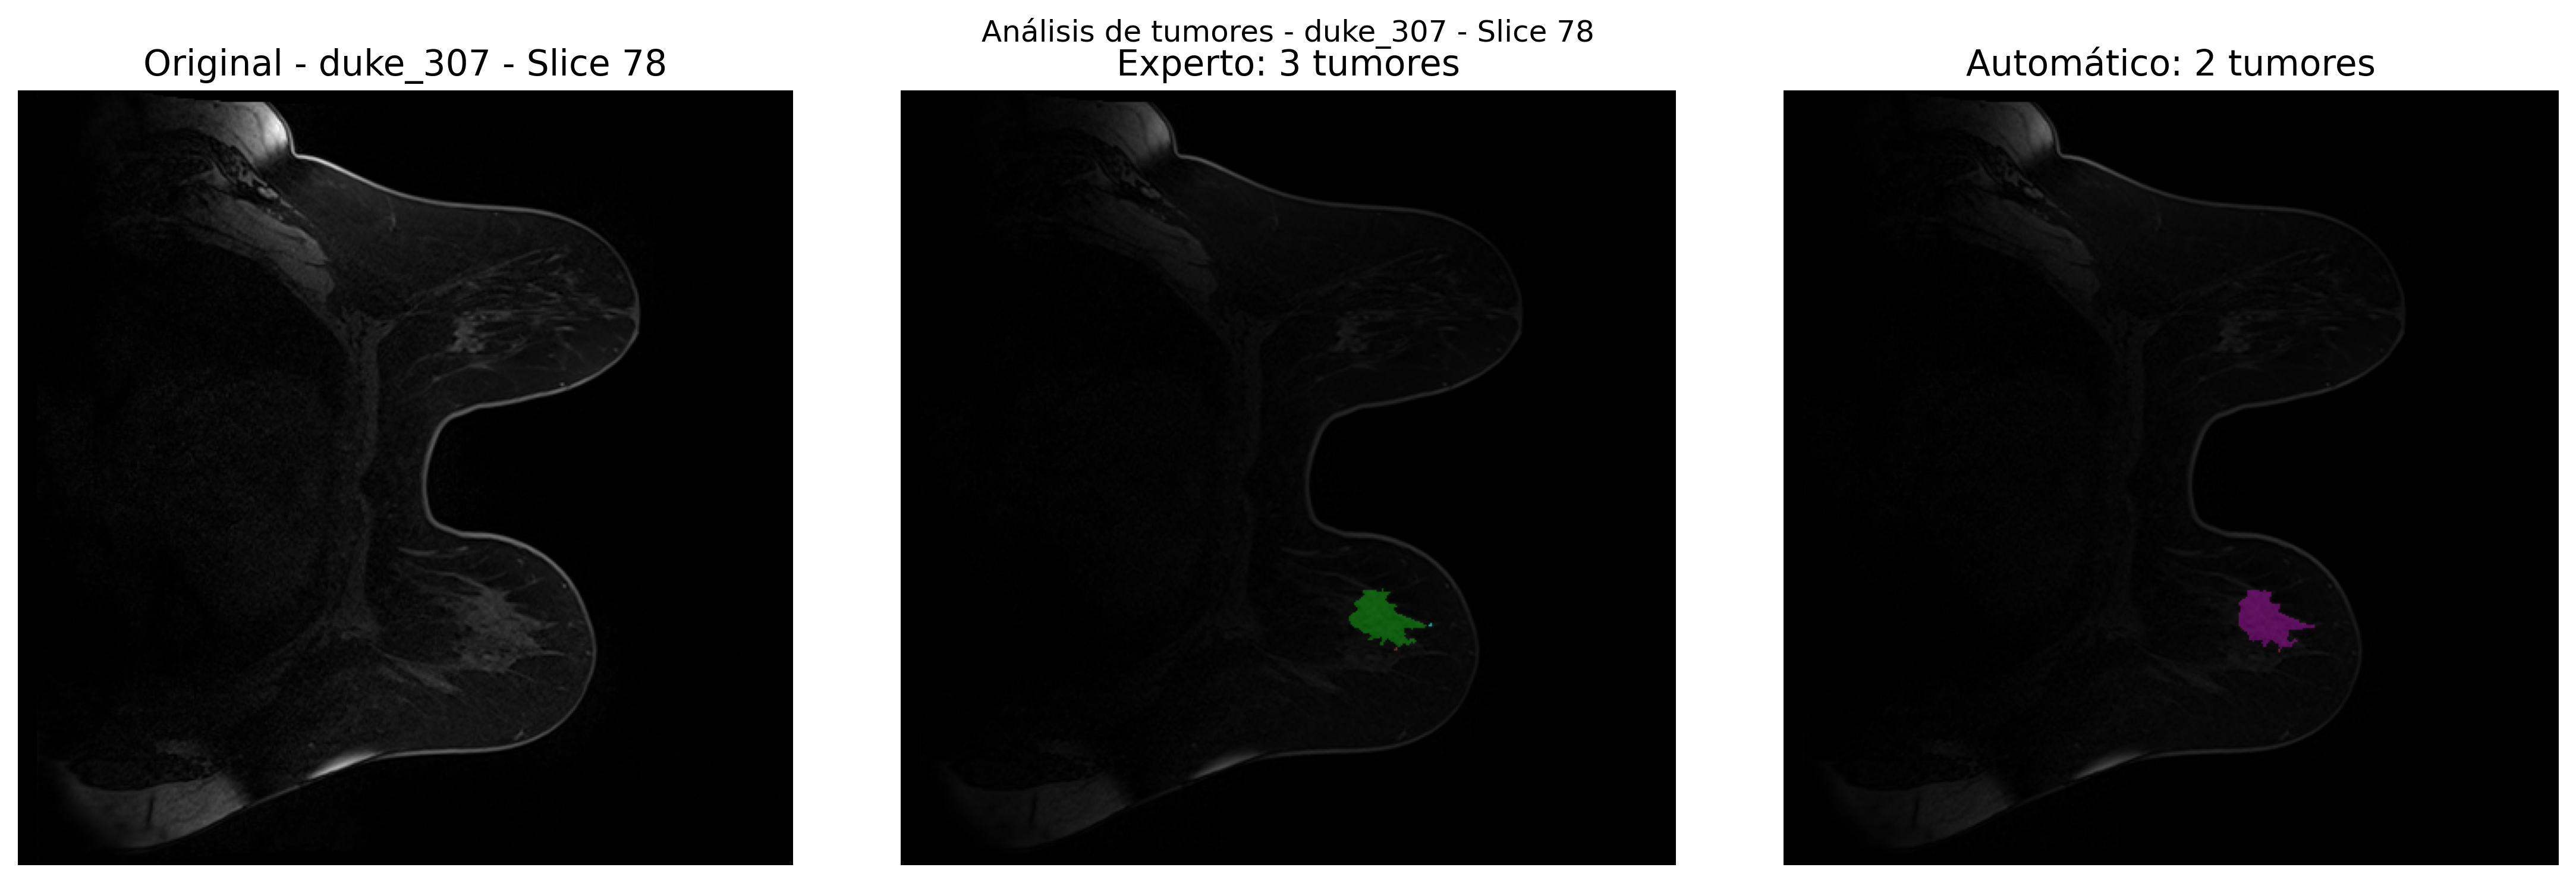 Análisis de tumores - duke_307 - Slice 78
Original - duke_307 - Slice 78
Experto: 3 tumores
Automático: 2 tumores